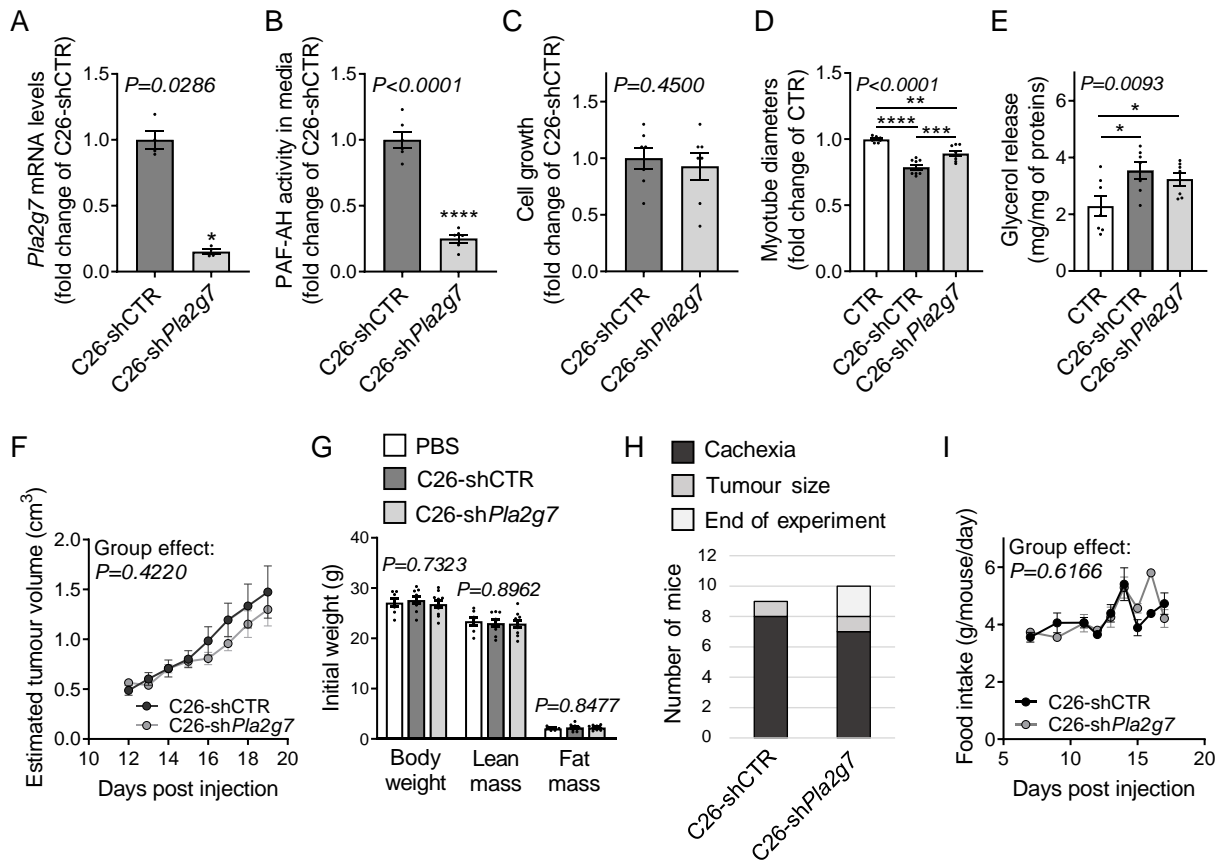 A
Pla2g7 mRNA levels
(fold change of C26-shCTR)
1.5
1.0
0.5
0.0
P=0.0286
*
C26-shCTR
C26-shPla2g7
B
PAF-AH activity in media
(fold change of C26-shCTR)
1.5
1.0
0.5
0.0
P<0.0001
****
C26-shCTR
C26-shPla2g7
C
Cell growth
(fold change of C26-shCTR)
1.5
1.0
0.5
0.0
P=0.4500
C26-shCTR
C26-shPla2g7
D
Myotube diameters
(fold change of CTR)
1.5
1.0
0.5
0.0
P<0.0001
**
**** ***
CTR
C26-shCTR
C26-shPla2g7
E
Glycerol release
(mg/mg of proteins)
6
4
2
0
P=0.0093
*
*
CTR
C26-shCTR
C26-shPla2g7
F
Estimated tumour volume (cm3)
2.0
1.5
1.0
0.5
0.0
Group effect:
P=0.4220
C26-shCTR
C26-shPla2g7
10 12 14 16 18 20
Days post injection
G
PBS
C26-shCTR
C26-shPla2g7
Initial weight (g)
40
30
20
10
0
P=0.7323
P=0.8962
P=0.8477
Body
weight
Lean
mass
Fat
mass
H
Cachexia
Tumour size
End of experiment
Number of mice
12
10
8
6
4
2
0
C26-shCTR
C26-shPla2g7
I
Food intake (g/mouse/day)
8
6
4
2
0
Group effect:
P=0.6166
C26-shCTR
C26-shPla2g7
5 10 15 20
Days post injection